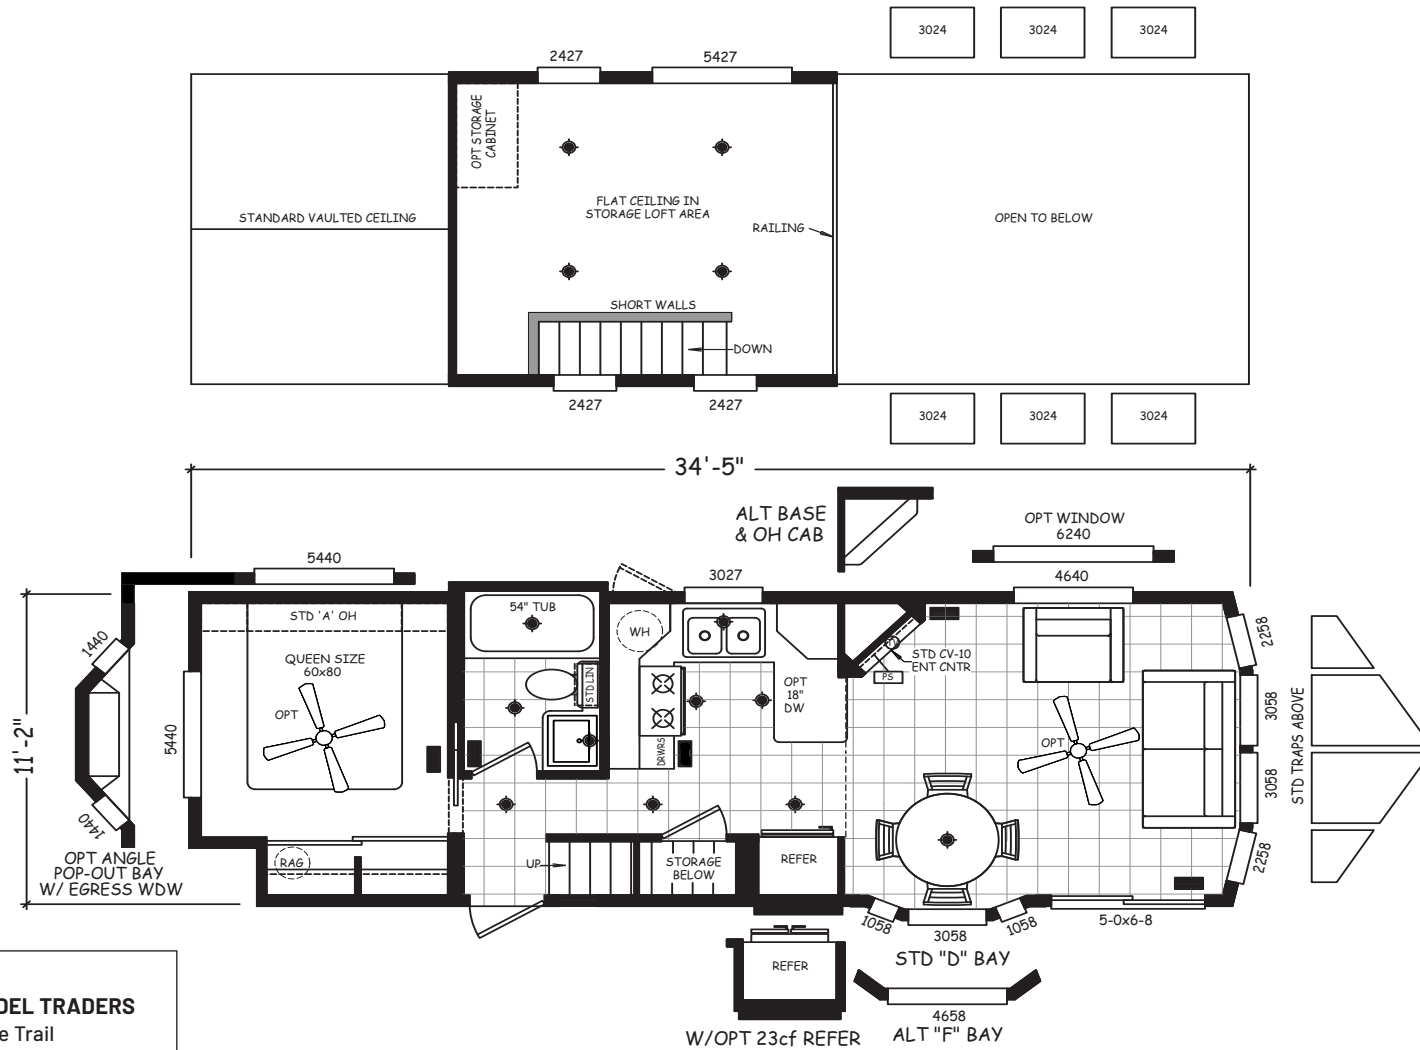 3024
3024
3024
2427
5427
OPT STORAGE
CABINET
FLAT CEILING IN
STORAGE LOFT AREA
STANDARD VAULTED CEILING
RAILING
OPEN TO BELOW
SHORT WALLS
DOWN
2427
2427
3024
3024
3024
34'-5"
ALT BASE
& OH CAB
OPT WINDOW
6240
5440
3027
4640
1440
STD 'A' OH
54" TUB
WH
2258
QUEEN SIZE
60x80
STD CV-10
ENT CNTR
PS
STD LIN
OPT
18"
DW
OPT
5440
11'-2"
DRWRS
OPT
3058
3058
STD TRAPS ABOVE
1440
OPT ANGLE
POP-OUT BAY
W/ EGRESS WDW
RAG
UP
STORAGE
BELOW
REFER
2258
1058
3058
1058
5-0x6-8
STD "D" BAY
REFER
4658
ALT "F" BAY
W/OPT 23cf REFER
DEL TRADERS
e Trail